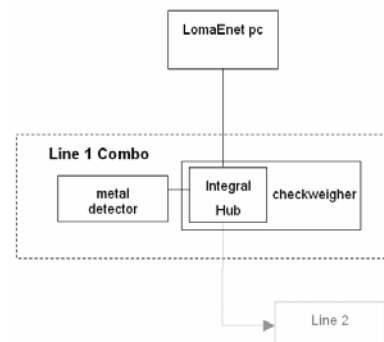 LomaEnet pc
Line 1 Combo
metal
detector
Integral
Hub
checkweigher
Line 2